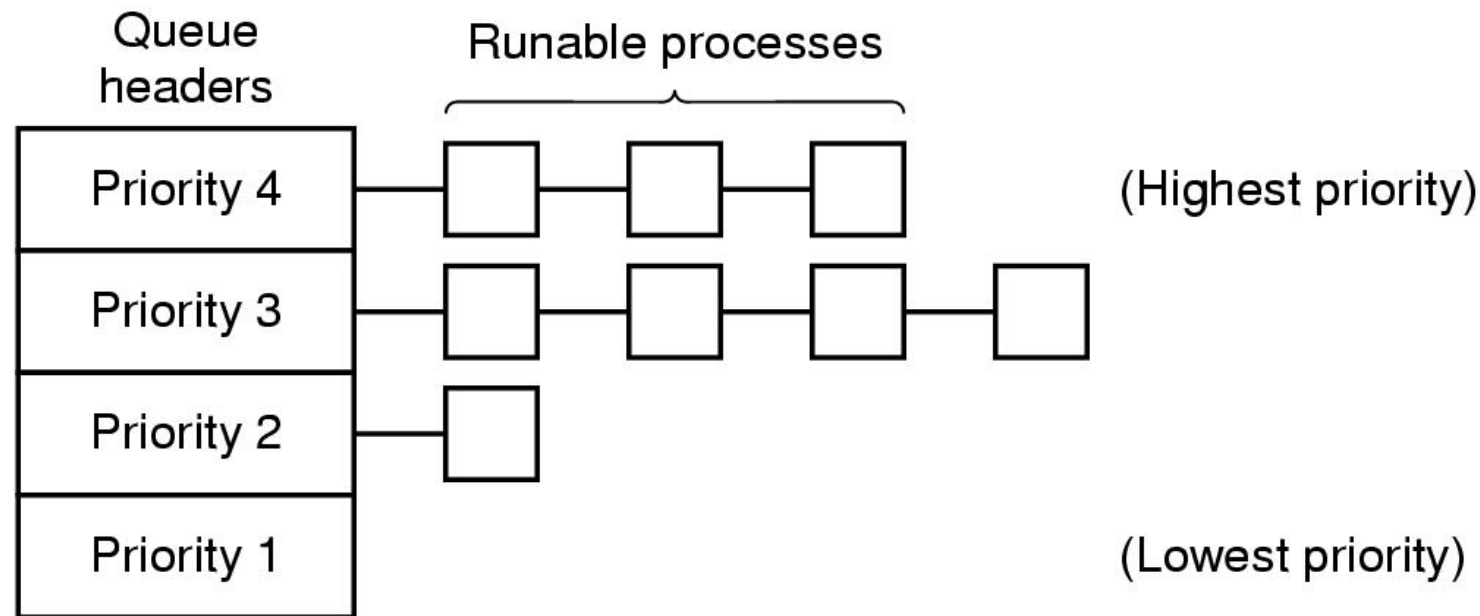 Queue
headers
Runable processes
Priority 4
(Highest priority)
Priority 3
Priority 2
Priority 1
(Lowest priority)